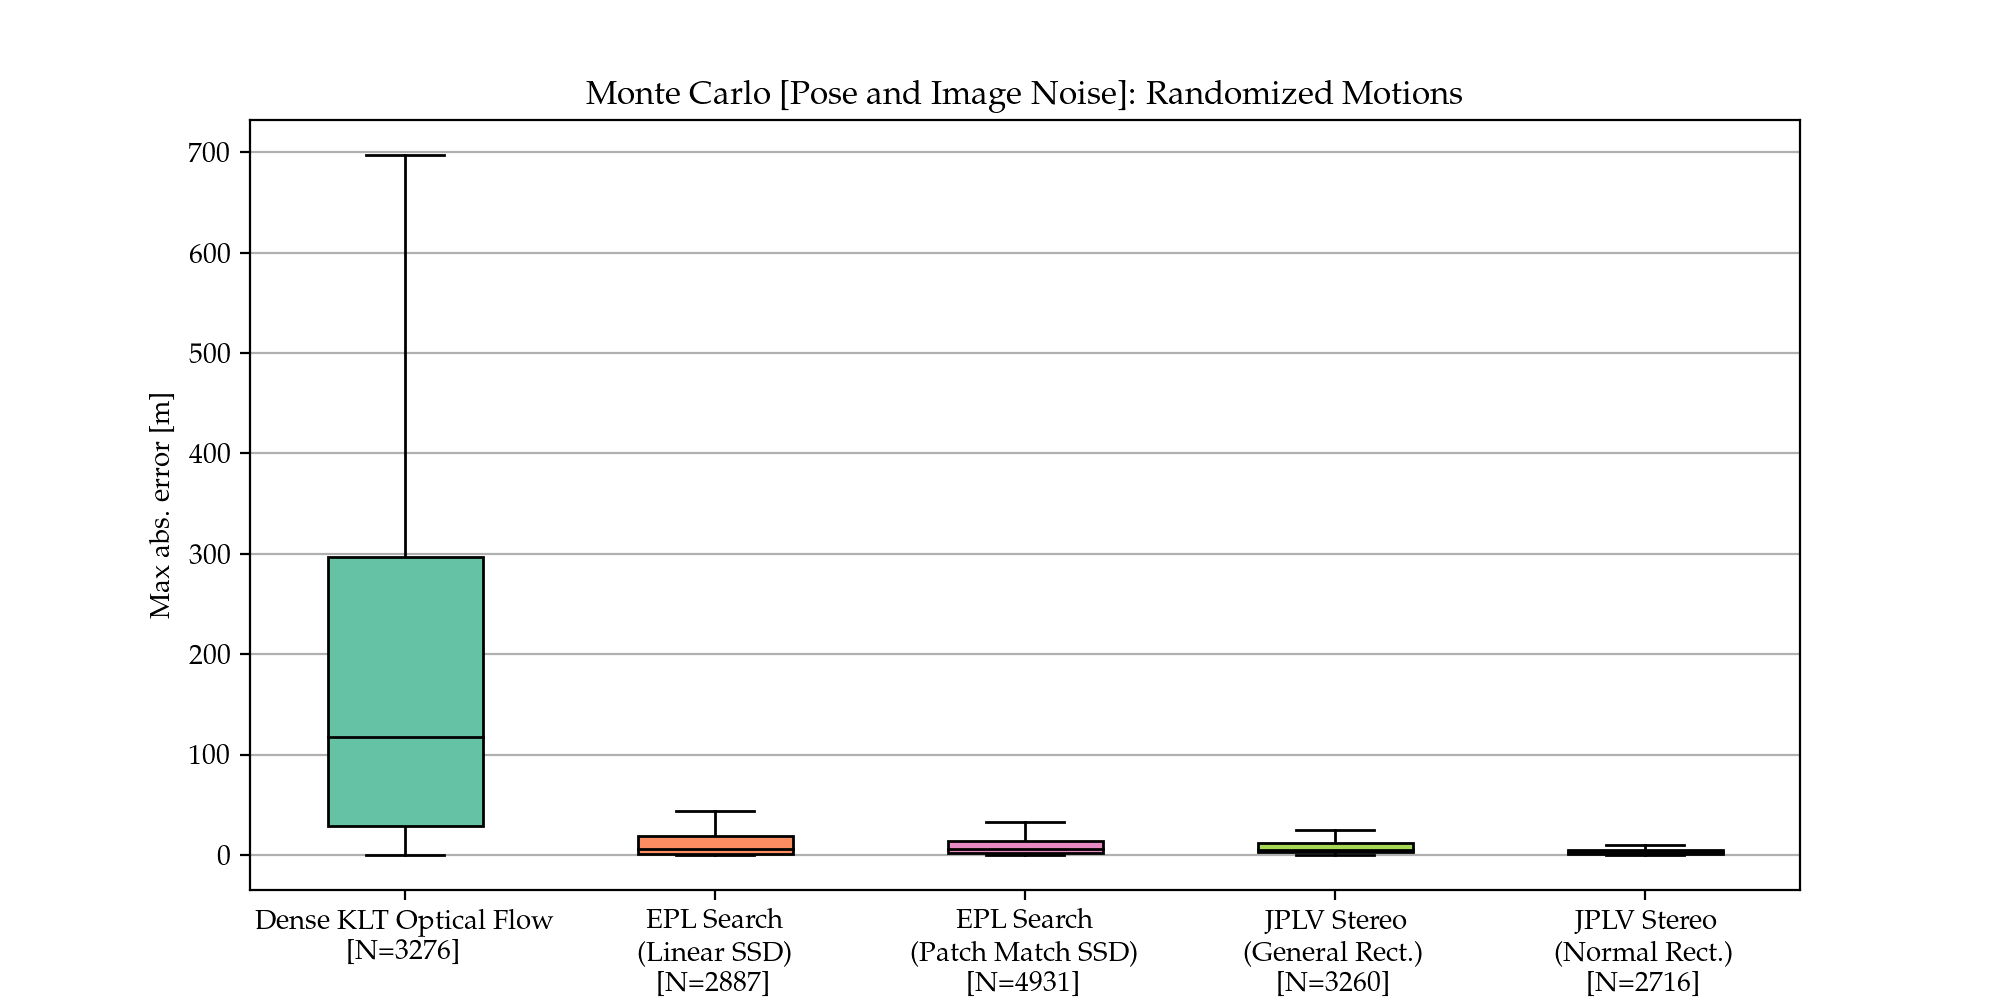 Monte Carlo [Pose and Image Noise]: Randomized Motions
Max abs. error [m]
700
600
500
400
300
200
100
0
Dense KLT Optical Flow
[N=3276]
EPL Search
(Linear SSD)
[N=2887]
EPL Search
(Patch Match SSD)
[N=4931]
JPLV Stereo
(General Rect.)
[N=3260]
JPLV Stereo
(Normal Rect.)
[N=2716]